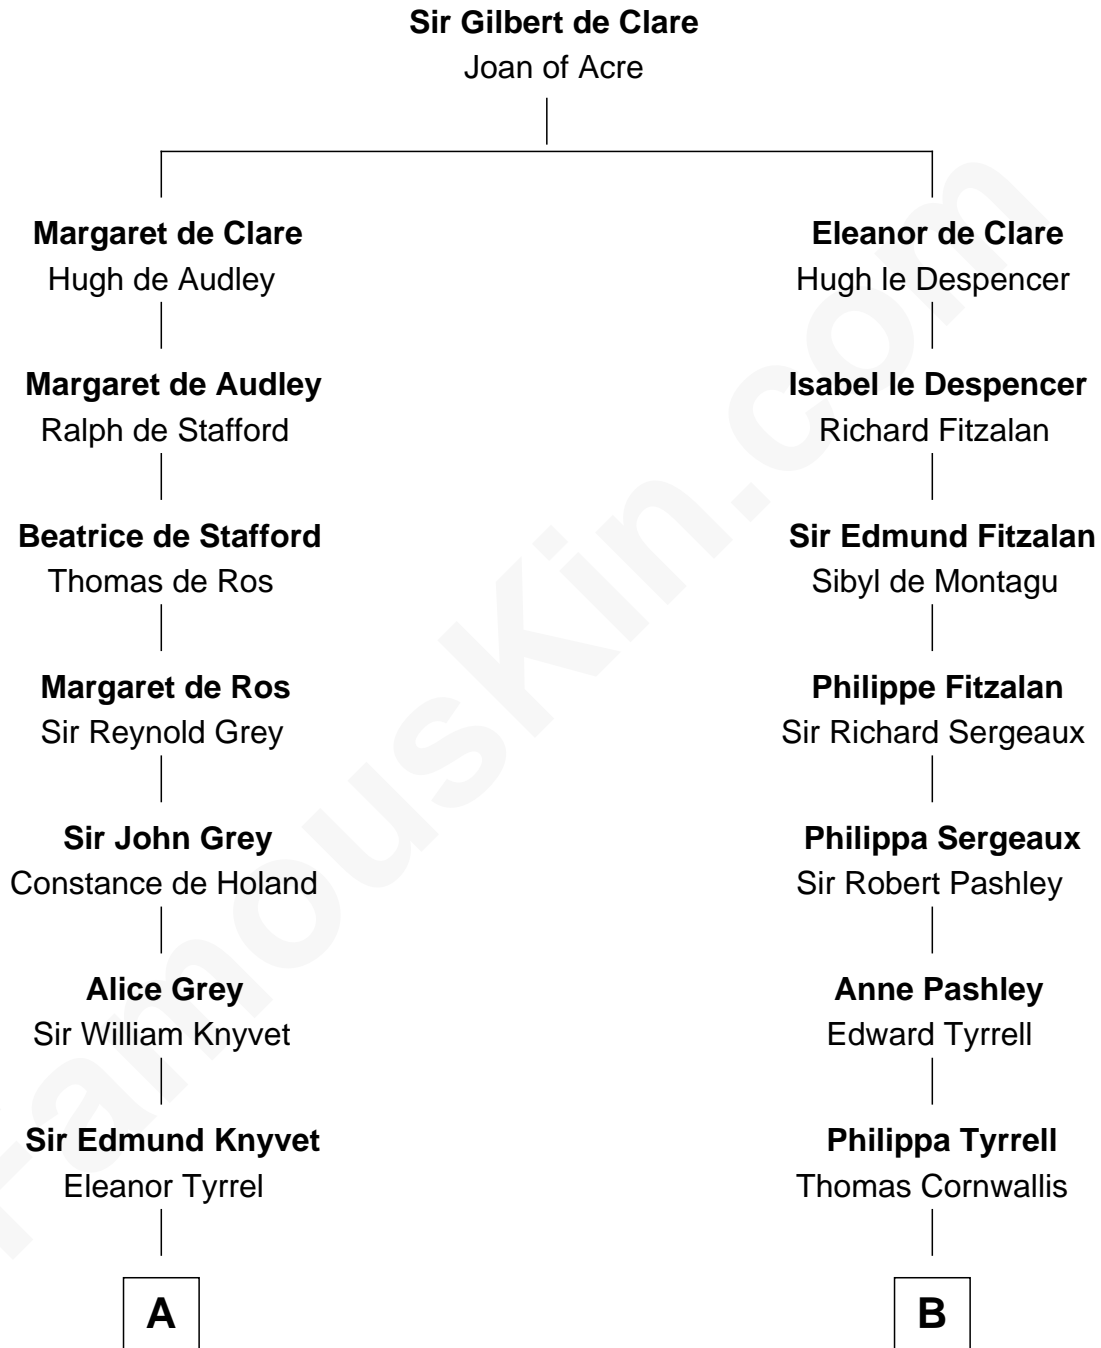 Sir Gilbert de Clare
Joan of Acre
Margaret de Clare
Hugh de Audley
Eleanor de Clare
Hugh le Despencer
Margaret de Audley
Ralph de Stafford
Isabel le Despencer
Richard Fitzalan
Beatrice de Stafford
Thomas de Ros
Sir Edmund Fitzalan
Sibyl de Montagu
Margaret de Ros
Sir Reynold Grey
Philippe Fitzalan
Sir Richard Sergeaux
Sir John Grey
Constance de Holand
Philippa Sergeaux
Sir Robert Pashley
Alice Grey
Sir William Knyvet
Anne Pashley
Edward Tyrrell
Sir Edmund Knyvet
Eleanor Tyrrel
Philippa Tyrrell
Thomas Cornwallis
A
B
FamousKin.com